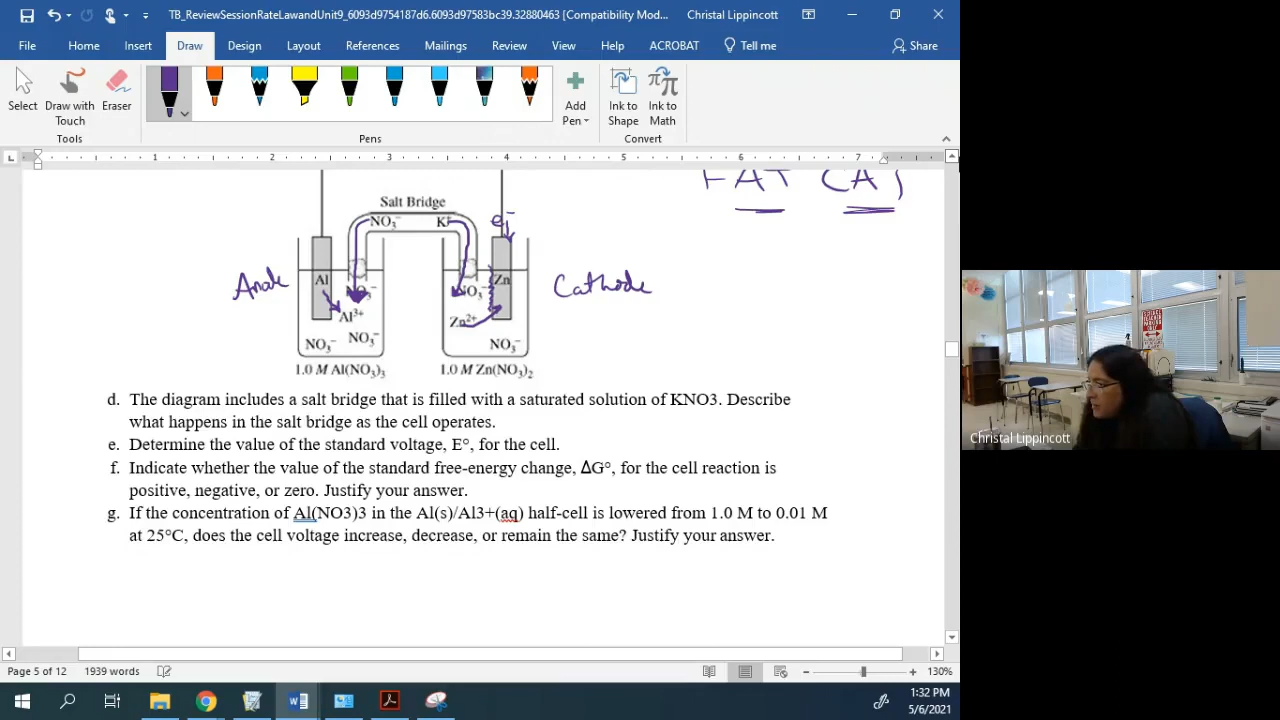 TB_ReviewSessionRateLawandUnit9_6093d9754187d6.6093d97583bc39.32880463 [Compatibility Mod... Christal Lippincott
File Home Insert Draw Design Layout References Mailings Review View Help ACROBAT Tell me Share
Select Draw with Touch Eraser Add Pen Ink to Shape Ink to Math
Tools Pens Convert
1 2 3 4 5 6 7
FAT CAT
Salt Bridge
NO₃⁻ K⁺ e⁻
Anode Al Zn Cathode
NO₃⁻ NO₃⁻
Al³⁺ Zn²⁺
NO₃⁻ NO₃⁻ NO₃⁻
1.0 M Al(NO₃)₃ 1.0 M Zn(NO₃)₂
d. The diagram includes a salt bridge that is filled with a saturated solution of KNO3. Describe
what happens in the salt bridge as the cell operates.
e. Determine the value of the standard voltage, E°, for the cell.
f. Indicate whether the value of the standard free-energy change, ΔG°, for the cell reaction is
positive, negative, or zero. Justify your answer.
g. If the concentration of Al(NO3)3 in the Al(s)/Al3+(aq) half-cell is lowered from 1.0 M to 0.01 M
at 25°C, does the cell voltage increase, decrease, or remain the same? Justify your answer.
Christal Lippincott
Page 5 of 12 1939 words 130%
1:32 PM
5/6/2021